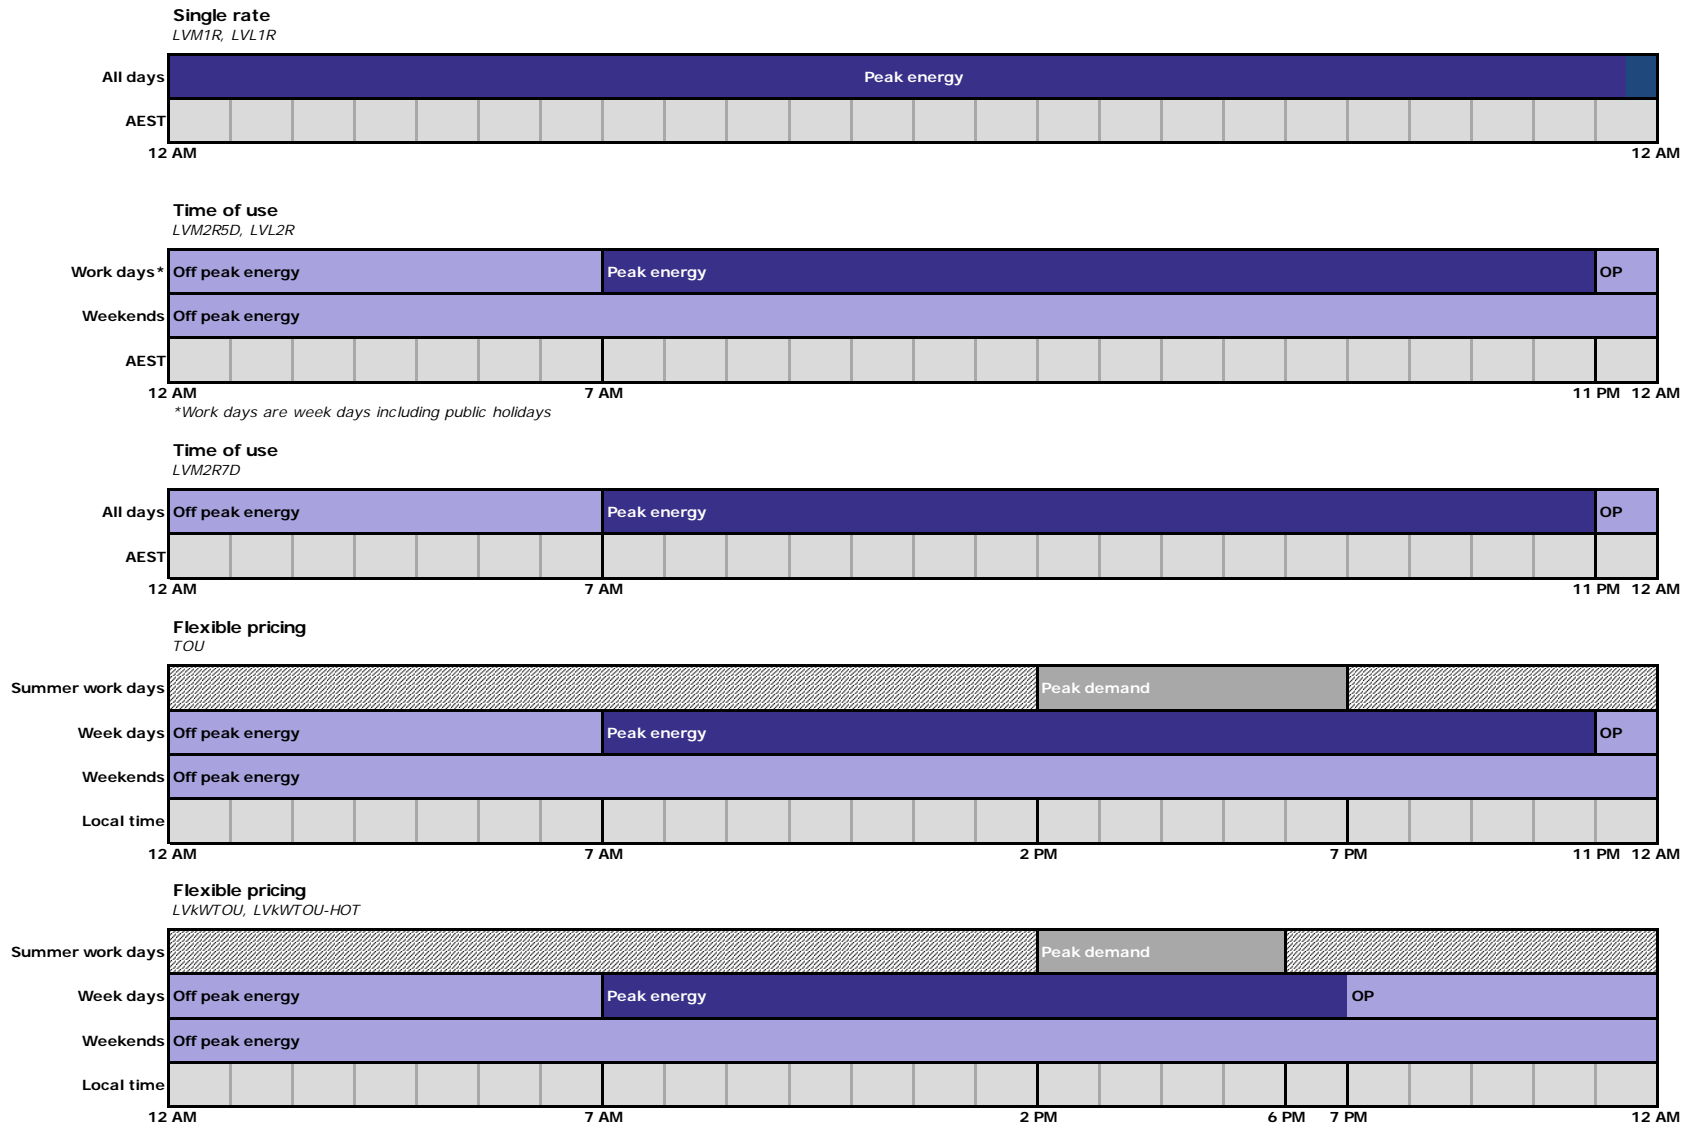 Single rate
LVM1R, LVL1R
All days Peak energy
AEST
12 AM 12 AM
Time of use
LVM2R5D, LVL2R
Work days* Off peak energy Peak energy OP
Weekends Off peak energy
AEST
12 AM 7 AM 11 PM 12 AM
*Work days are week days including public holidays
Time of use
LVM2R7D
All days Off peak energy Peak energy OP
AEST
12 AM 7 AM 11 PM 12 AM
Flexible pricing
TOU
Summer work days Peak demand
Week days Off peak energy Peak energy OP
Weekends Off peak energy
Local time
12 AM 7 AM 2 PM 7 PM 11 PM 12 AM
Flexible pricing
LVkWTOU, LVkWTOU-HOT
Summer work days Peak demand
Week days Off peak energy Peak energy OP
Weekends Off peak energy
Local time
12 AM 7 AM 2 PM 6 PM 7 PM 12 AM